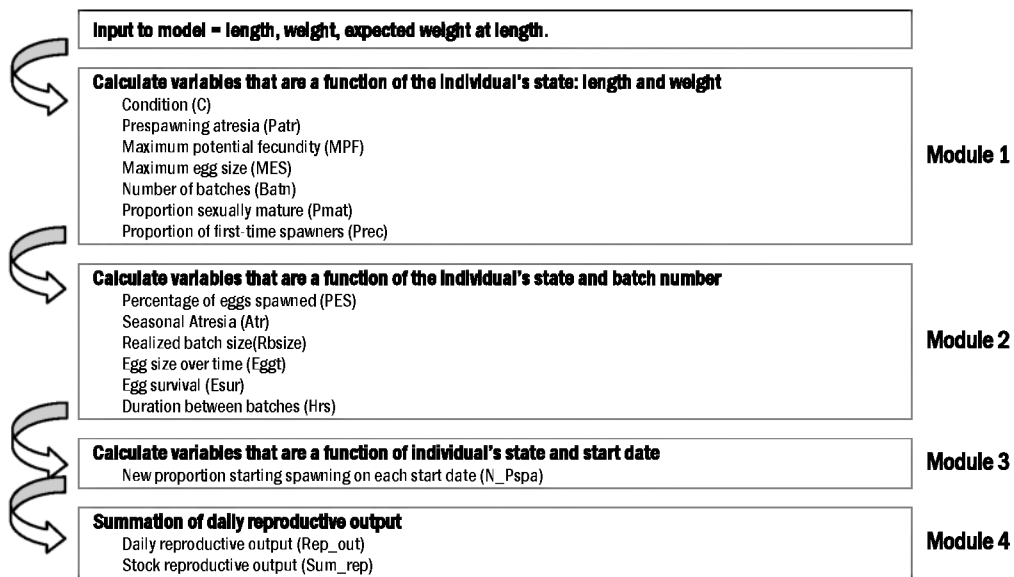 Input to model = length, weight, expected weight at length.
Calculate variables that are a function of the individual's state: length and weight
Condition (C)
Prespawning atresia (Patr)
Maximum potential fecundity (MPF)
Maximum egg size (MES)
Number of batches (Batn)
Proportion sexually mature (Pmat)
Proportion of first-time spawners (Prec)
Module 1
Calculate variables that are a function of the individual's state and batch number
Percentage of eggs spawned (PES)
Seasonal Atresia (Atr)
Realized batch size(Rbsize)
Egg size over time (Eggt)
Egg survival (Esur)
Duration between batches (Hrs)
Module 2
Calculate variables that are a function of individual's state and start date
New proportion starting spawning on each start date (N_Pspa)
Module 3
Summation of daily reproductive output
Daily reproductive output (Rep_out)
Stock reproductive output (Sum_rep)
Module 4